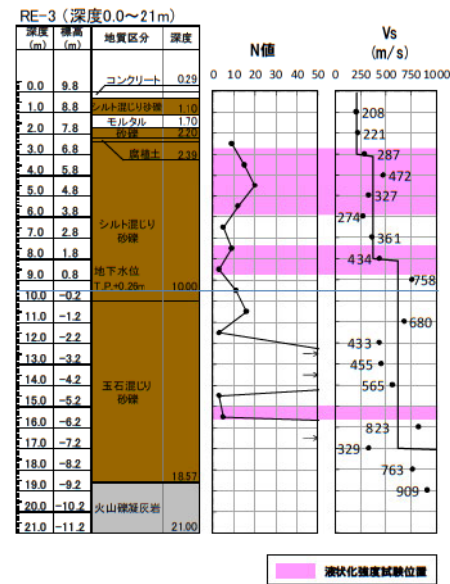 RE-3 (深度0.0~21m)
深度 (m) 標高 (m) 地質区分 深度
N値
Vs (m/s)
0 10 20 30 40 50
0 250 500 750 1000
0.0 9.8 コンクリート 0.29
1.0 8.8 シルト混じり砂礫 1.10
モルタル 1.70
2.0 7.8 砂礫 2.20
3.0 6.8 腐植土 2.39
4.0 5.8
5.0 4.8
6.0 3.8
シルト混じり
砂礫
7.0 2.8
8.0 1.8
9.0 0.8 地下水位
T.P.+0.26m 10.00
10.0 -0.2
11.0 -1.2
12.0 -2.2
13.0 -3.2
14.0 -4.2
玉石混じり
砂礫
15.0 -5.2
16.0 -6.2
17.0 -7.2
18.0 -8.2
18.57
19.0 -9.2
20.0 -10.2 火山礫凝灰岩
21.0 -11.2 21.00
208
221
287
472
327
274
361
434
758
680
433
455
565
823
329
763
909
液状化強度試験位置